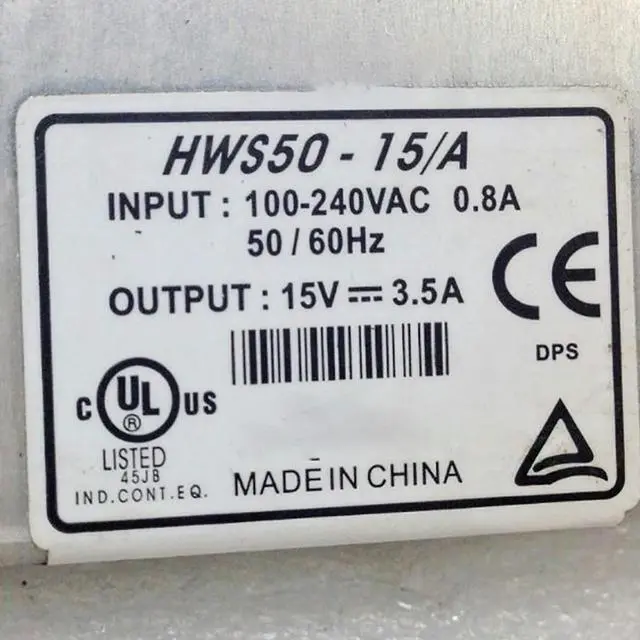 HWS50 - 15/A
INPUT : 100-240VAC 0.8A
50 / 60Hz
OUTPUT : 15V ⎓ 3.5A
CE
DPS
C UL US
®
LISTED
45JB
IND.CONT.EQ.
MADE IN CHINA